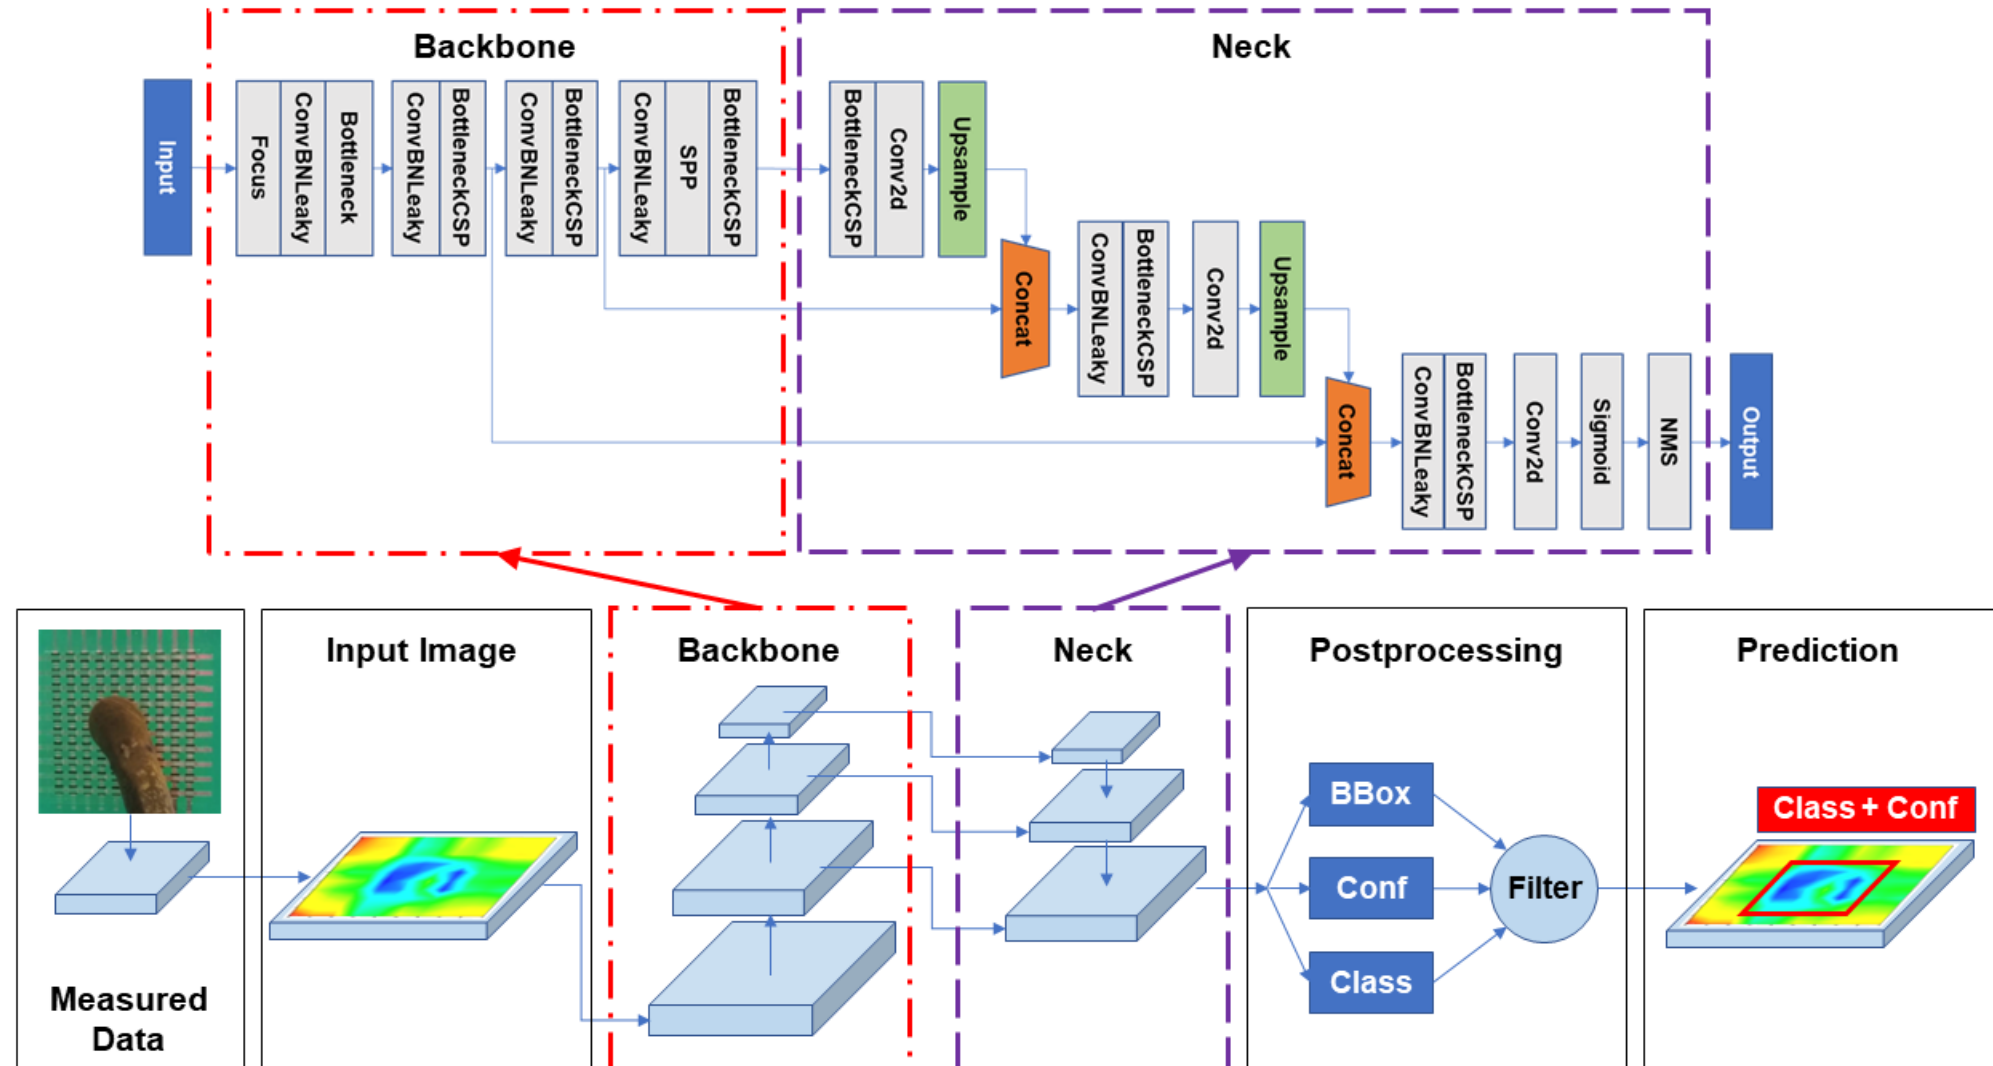 Backbone
Neck
Input
Focus
ConvBNLeaky
Bottleneck
ConvBNLeaky
BottleneckCSP
ConvBNLeaky
BottleneckCSP
ConvBNLeaky
SPP
BottleneckCSP
BottleneckCSP
Conv2d
Upsample
Concat
ConvBNLeaky
BottleneckCSP
Conv2d
Upsample
Concat
ConvBNLeaky
BottleneckCSP
Conv2d
Sigmoid
NMS
Output
Measured
Data
Input Image
Backbone
Neck
Postprocessing
BBox
Conf
Class
Filter
Prediction
Class + Conf